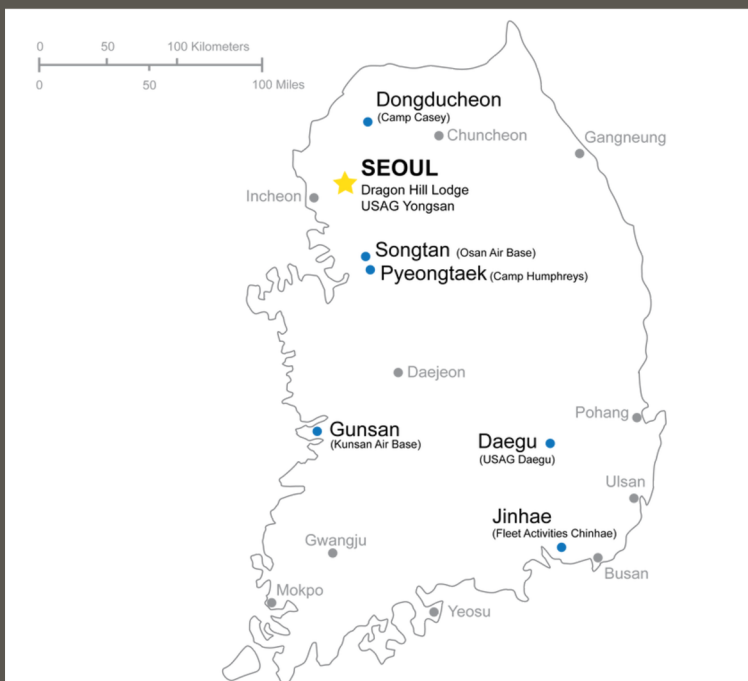 0 50 100 Kilometers
0 50 100 Miles
Dongducheon
(Camp Casey)
Chuncheon
Gangneung
SEOUL
Dragon Hill Lodge
USAG Yongsan
Incheon
Songtan (Osan Air Base)
Pyeongtaek (Camp Humphreys)
Daejeon
Pohang
Gunsan
(Kunsan Air Base)
Daegu
(USAG Daegu)
Ulsan
Jinhae
(Fleet Activities Chinhae)
Gwangju
Busan
Mokpo
Yeosu